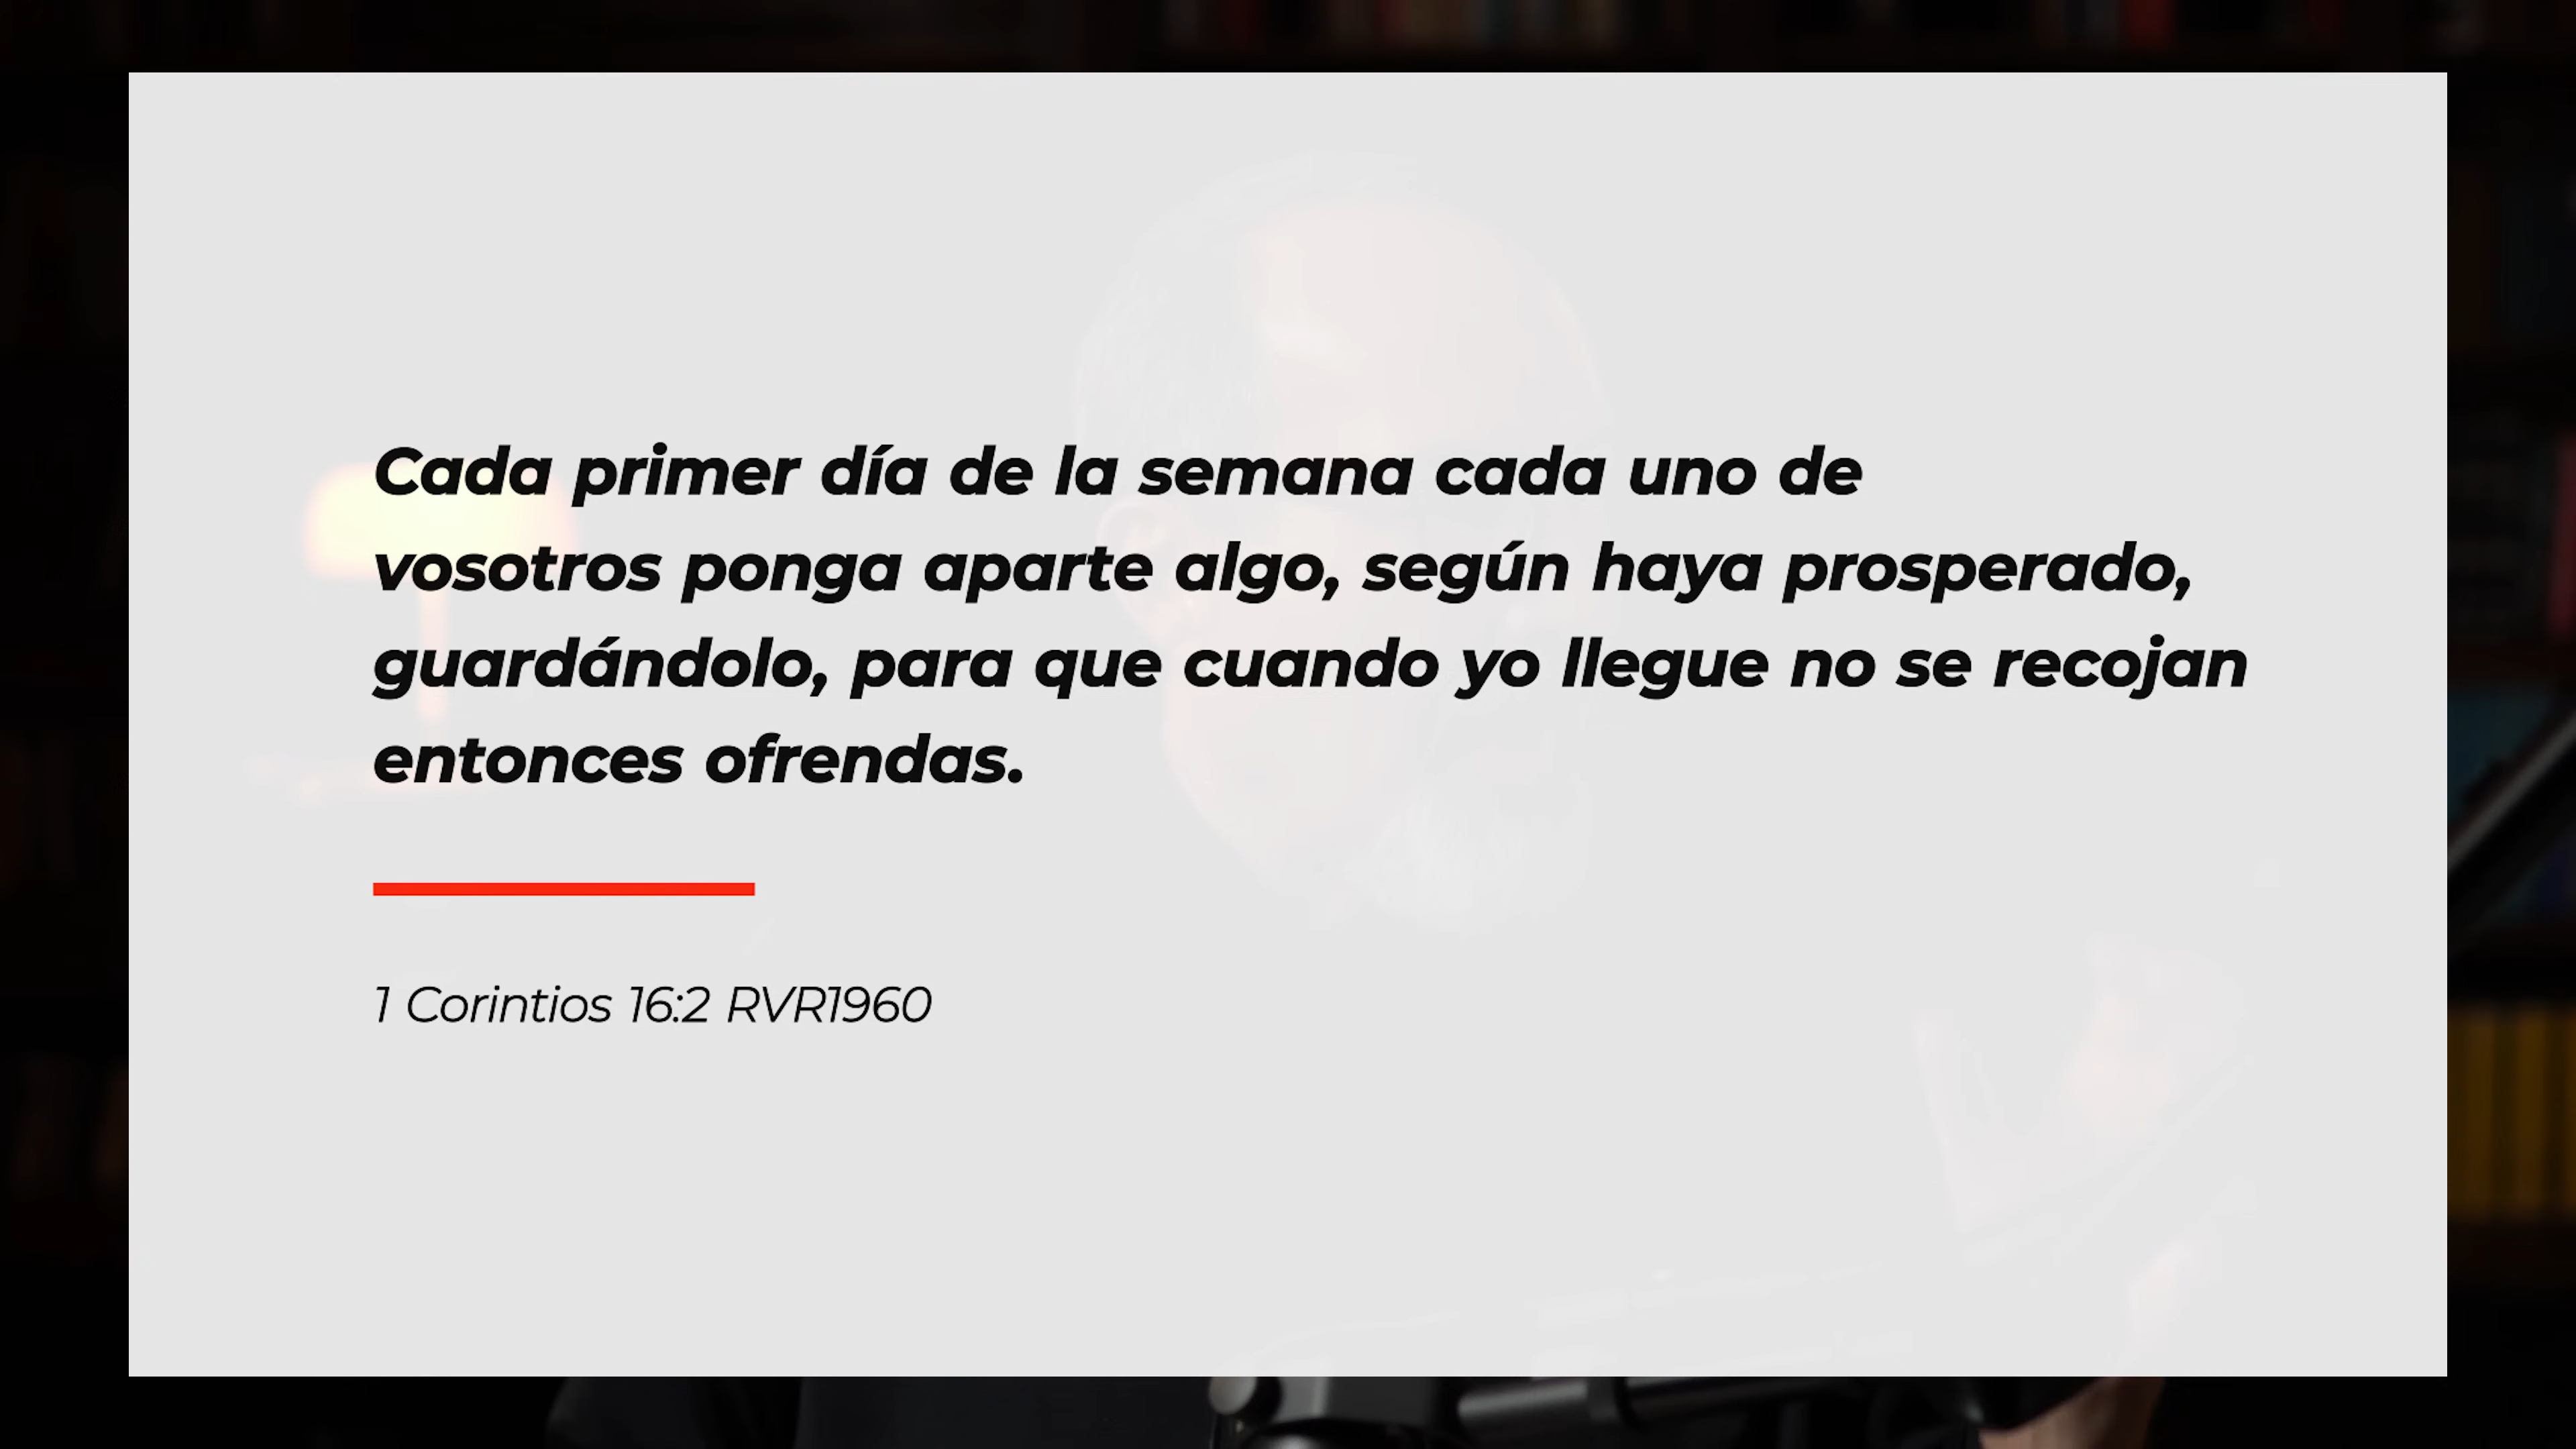 Cada primer día de la semana cada uno de
vosotros ponga aparte algo, según haya prosperado,
guardándolo, para que cuando yo llegue no se recojan
entonces ofrendas.
1 Corintios 16:2 RVR1960